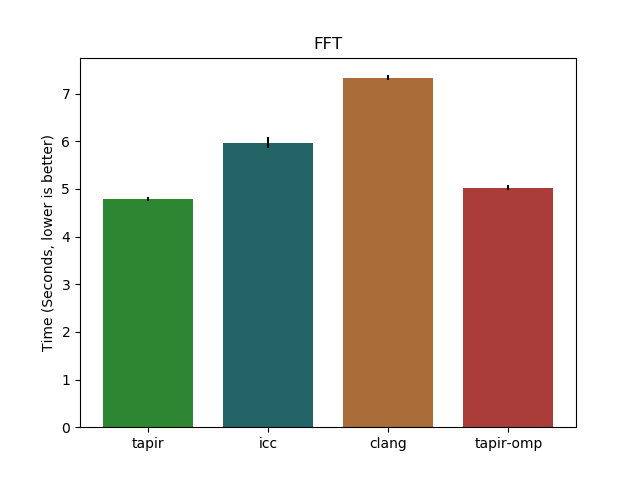 FFT
Time (Seconds, lower is better)
7
6
5
4
3
2
1
0
tapir icc clang tapir-omp